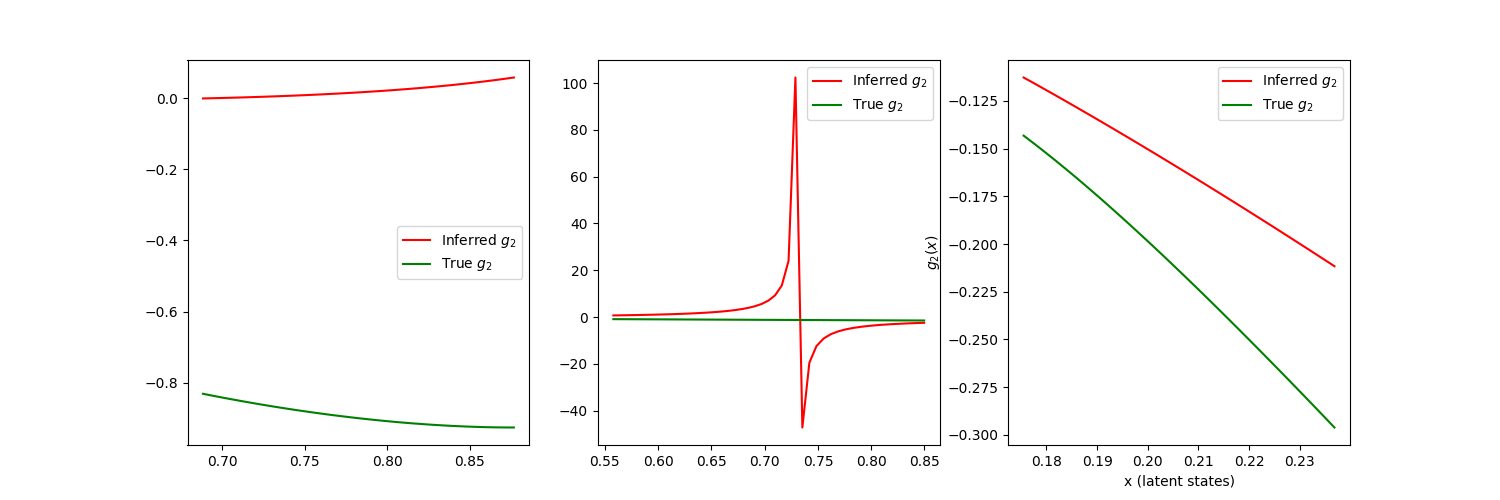 0.0
−0.2
−0.4
−0.6
−0.8
0.70 0.75 0.80 0.85
Inferred g₂
True g₂
100
80
60
40
20
0
−20
−40
0.55 0.60 0.65 0.70 0.75 0.80 0.85
Inferred g₂
True g₂
g₂(x)
−0.125
−0.150
−0.175
−0.200
−0.225
−0.250
−0.275
−0.300
0.18 0.19 0.20 0.21 0.22 0.23
x (latent states)
Inferred g₂
True g₂